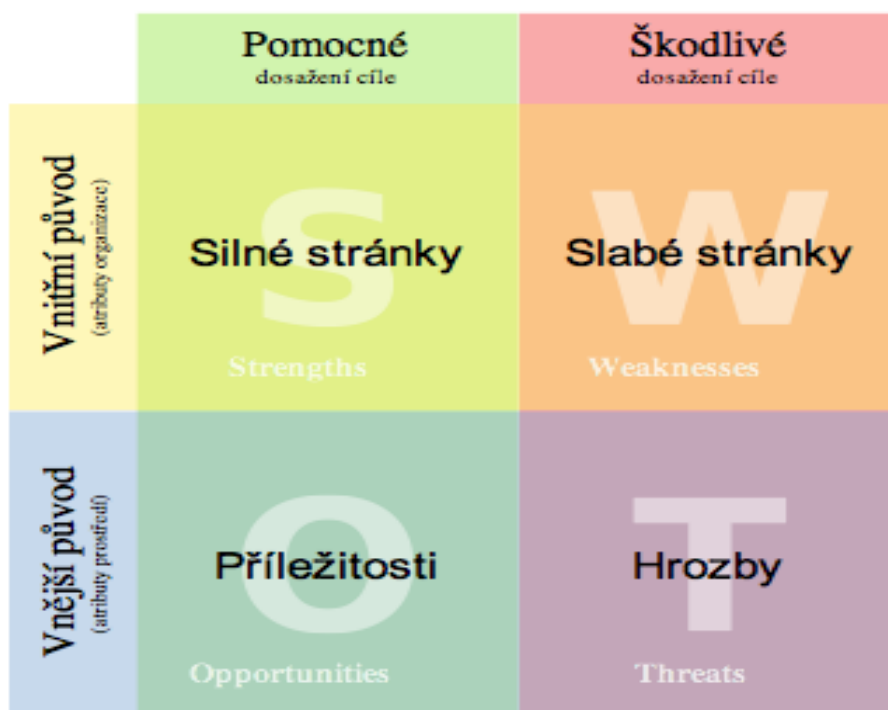 Pomocné
dosažení cíle
Škodlivé
dosažení cíle
Vnitřní původ
(atributy organizace)
S
Silné stránky
Strengths
W
Slabé stránky
Weaknesses
Vnější původ
(atributy prostředí)
O
Příležitosti
Opportunities
T
Hrozby
Threats